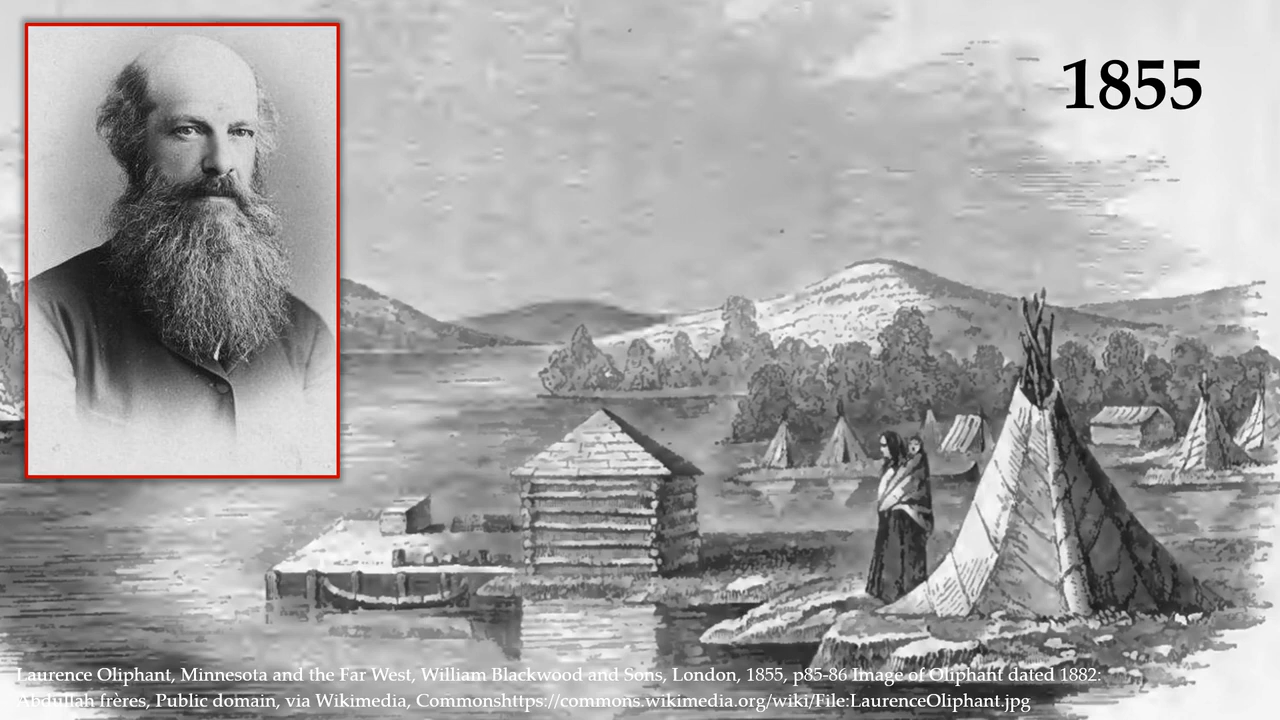 1855
Laurence Oliphant, Minnesota and the Far West, William Blackwood and Sons, London, 1855, p85-86 Image of Oliphant dated 1882:
Abdullah frères, Public domain, via Wikimedia, Commonshttps://commons.wikimedia.org/wiki/File:LaurenceOliphant.jpg